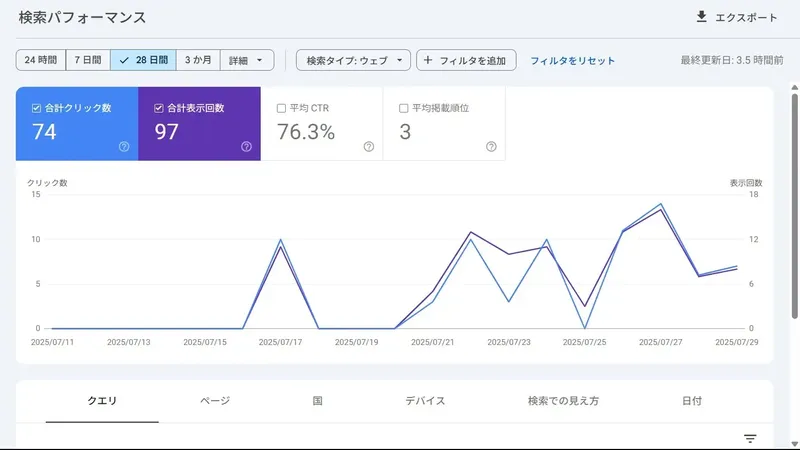 検索パフォーマンス
エクスポート
24 時間 7 日間 28 日間 3 か月 詳細 検索タイプ: ウェブ フィルタを追加 フィルタをリセット 最終更新日: 3.5 時間前
合計クリック数 合計表示回数 平均 CTR 平均掲載順位
74 97 76.3% 3
クリック数 表示回数
15 18
10 12
5 6
0 0
2025/07/11 2025/07/13 2025/07/15 2025/07/17 2025/07/19 2025/07/21 2025/07/23 2025/07/25 2025/07/27 2025/07/29
クエリ ページ 国 デバイス 検索での見え方 日付